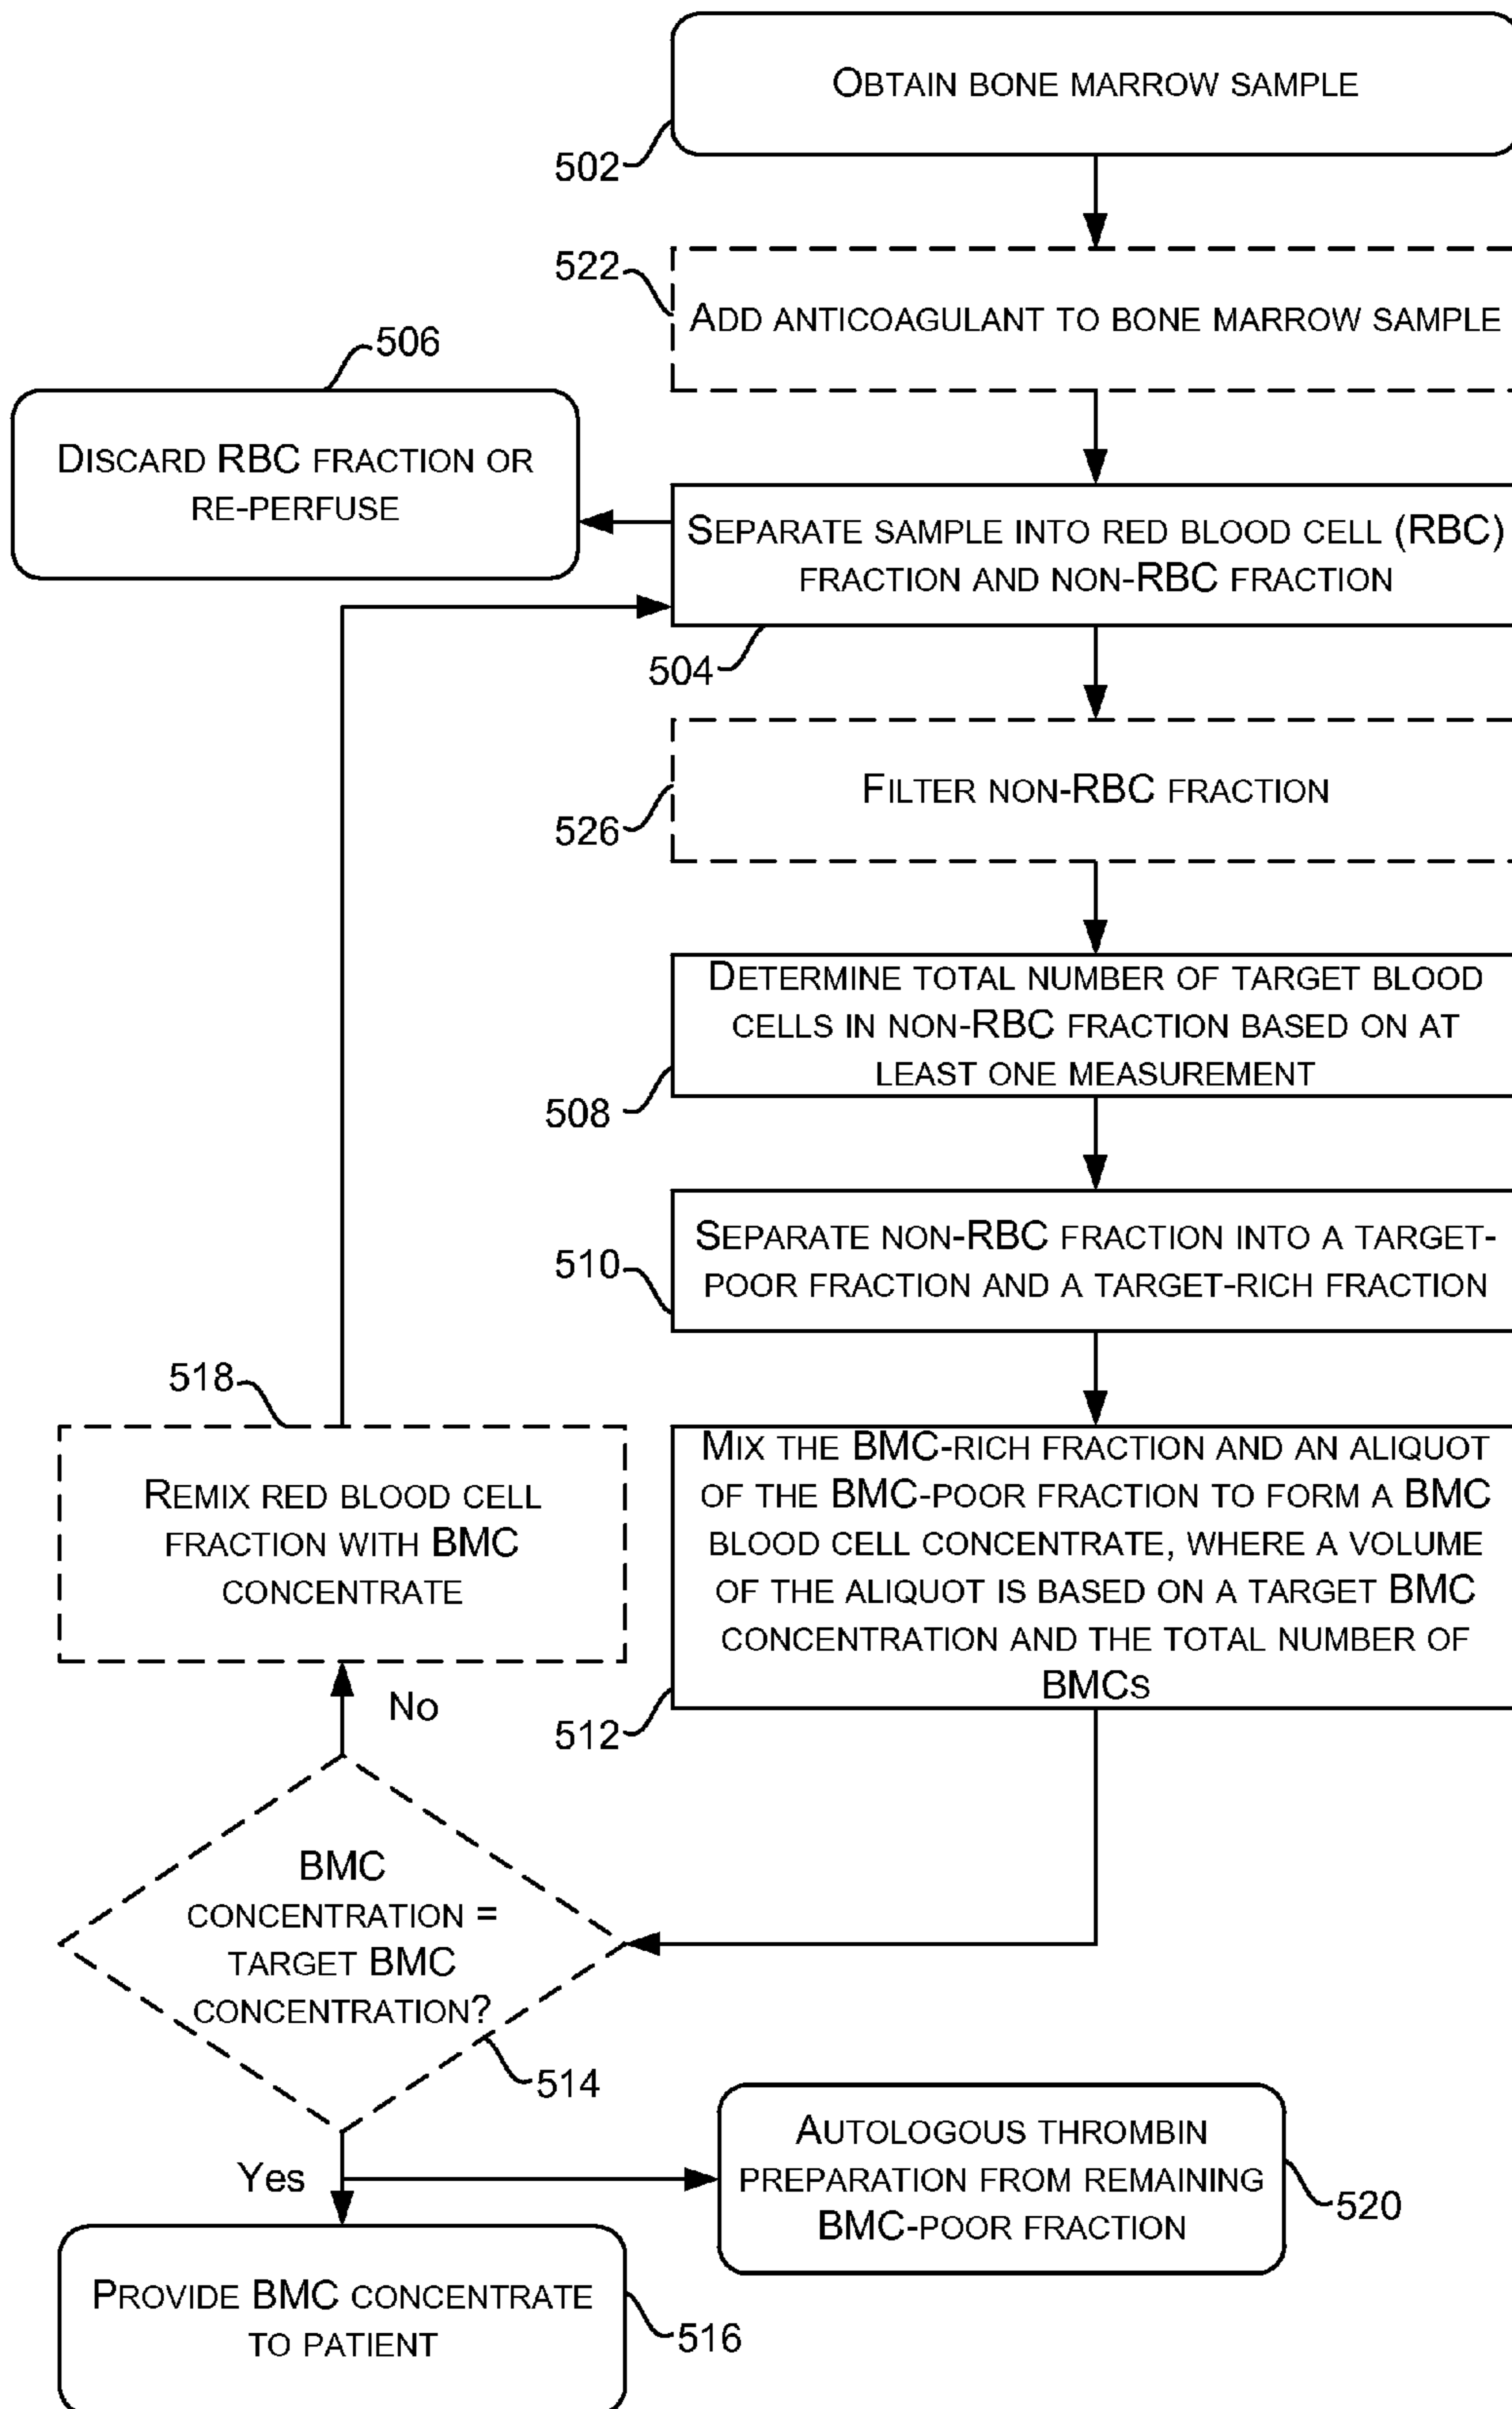 OBTAIN BONE MARROW SAMPLE
502
522
ADD ANTICOAGULANT TO BONE MARROW SAMPLE
506
DISCARD RBC FRACTION OR
RE-PERFUSE
SEPARATE SAMPLE INTO RED BLOOD CELL (RBC)
FRACTION AND NON-RBC FRACTION
504
FILTER NON-RBC FRACTION
526
DETERMINE TOTAL NUMBER OF TARGET BLOOD
CELLS IN NON-RBC FRACTION BASED ON AT
LEAST ONE MEASUREMENT
508
SEPARATE NON-RBC FRACTION INTO A TARGET-
POOR FRACTION AND A TARGET-RICH FRACTION
510
MIX THE BMC-RICH FRACTION AND AN ALIQUOT
OF THE BMC-POOR FRACTION TO FORM A BMC
BLOOD CELL CONCENTRATE, WHERE A VOLUME
OF THE ALIQUOT IS BASED ON A TARGET BMC
CONCENTRATION AND THE TOTAL NUMBER OF
BMCS
512
518
REMIX RED BLOOD CELL
FRACTION WITH BMC
CONCENTRATE
No
BMC
CONCENTRATION =
TARGET BMC
CONCENTRATION?
514
Yes
AUTOLOGOUS THROMBIN
PREPARATION FROM REMAINING
BMC-POOR FRACTION
520
PROVIDE BMC CONCENTRATE
TO PATIENT
516